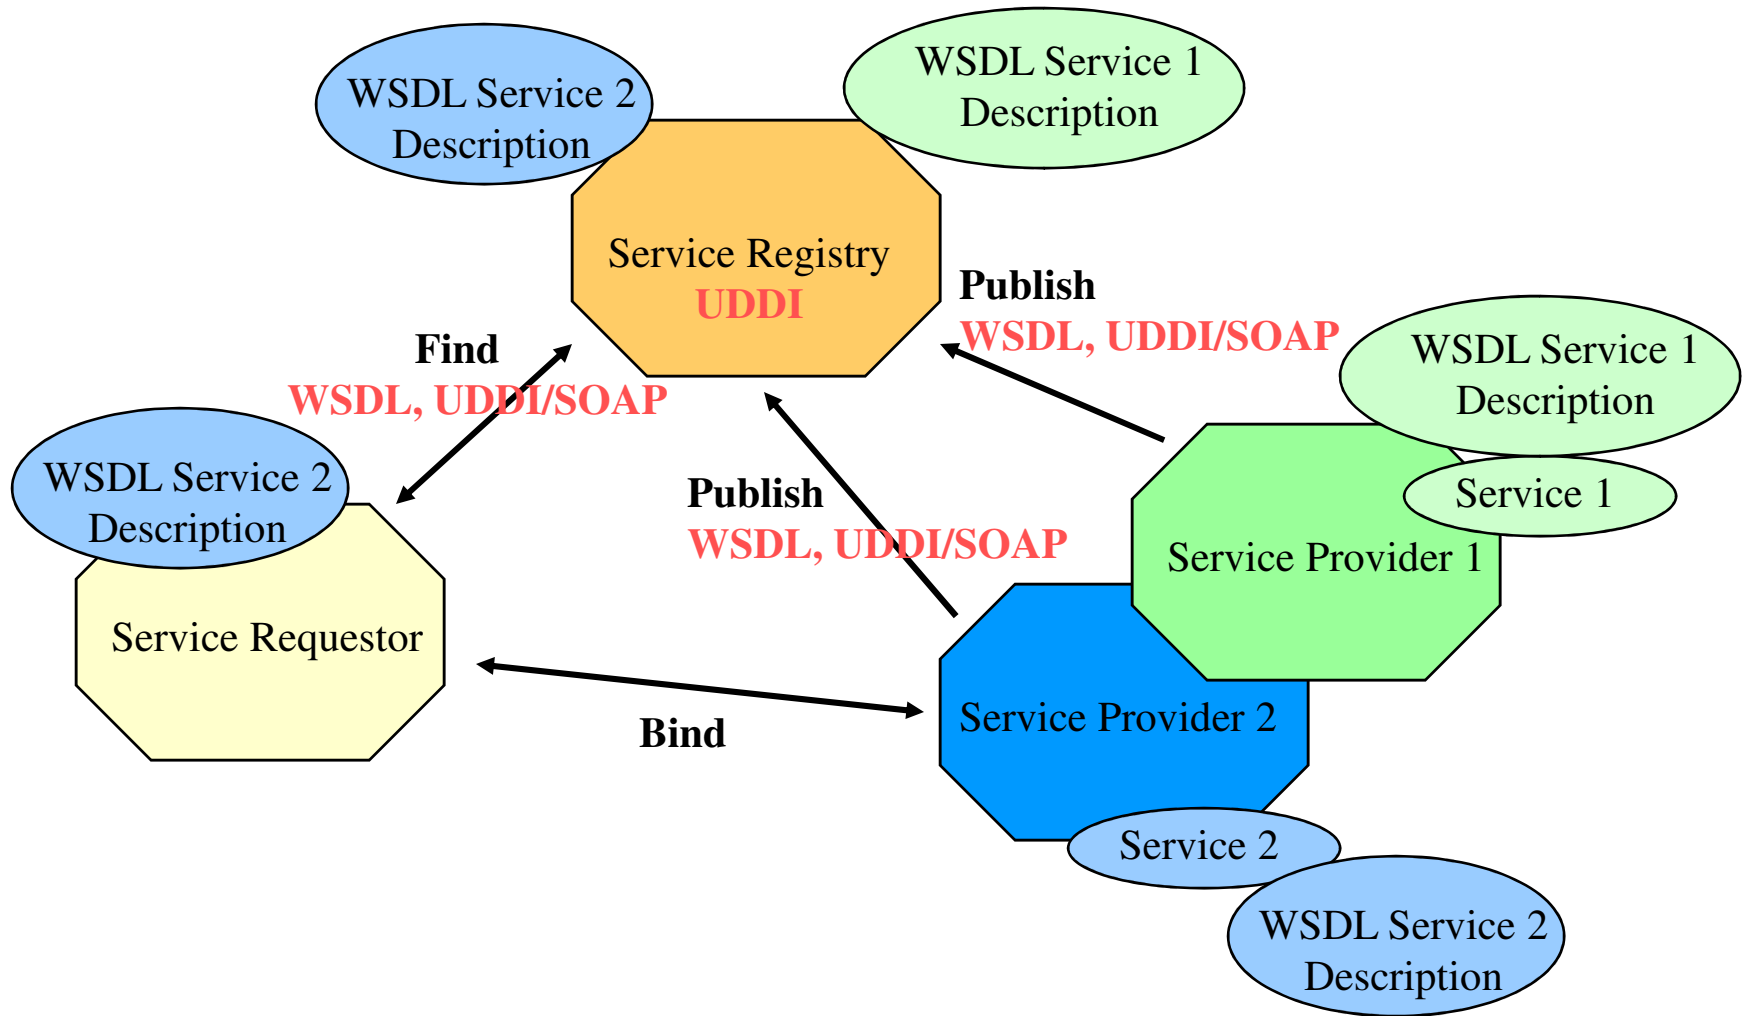 WSDL Service 2
Description
WSDL Service 1
Description
Service Registry
UDDI
Publish
WSDL, UDDI/SOAP
Find
WSDL, UDDI/SOAP
WSDL Service 1
Description
Service 1
WSDL Service 2
Description
Publish
WSDL, UDDI/SOAP
Service Provider 1
Service Requestor
Service Provider 2
Bind
Service 2
WSDL Service 2
Description